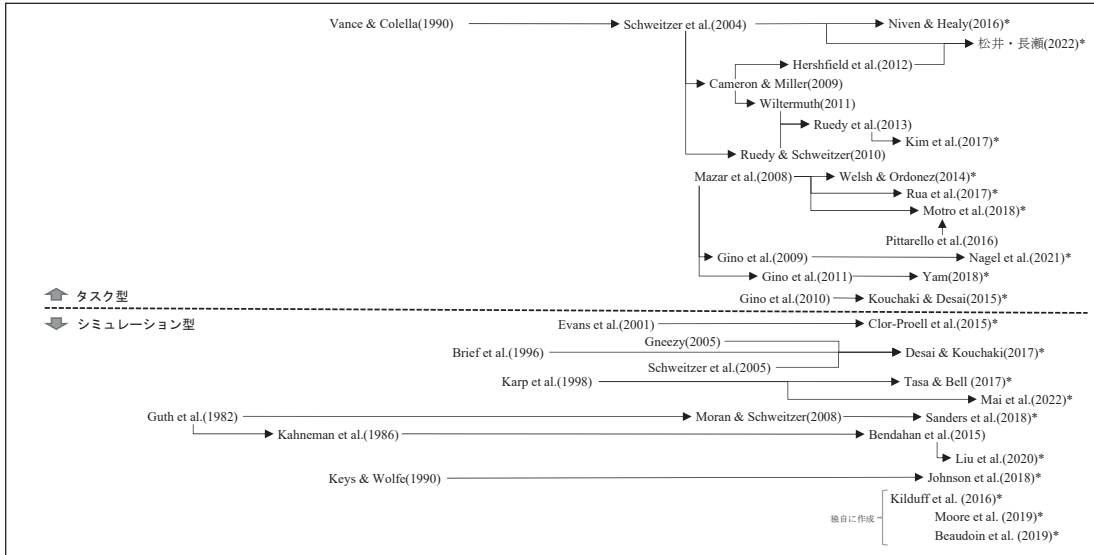 Vance & Colella(1990) Schweitzer et al.(2004) Niven & Healy(2016)*
松井・長瀬(2022)*
Hershfield et al.(2012)
Cameron & Miller(2009)
Wiltermuth(2011)
Ruedy et al.(2013)
Kim et al.(2017)*
Ruedy & Schweitzer(2010)
Mazar et al.(2008) Welsh & Ordonez(2014)*
Rua et al.(2017)*
Motro et al.(2018)*
Pittarello et al.(2016)
Gino et al.(2009) Nagel et al.(2021)*
Gino et al.(2011) Yam(2018)*
タスク型
Gino et al.(2010) Kouchaki & Desai(2015)*
シミュレーション型
Evans et al.(2001) Clor-Proell et al.(2015)*
Gneezy(2005)
Brief et al.(1996) Desai & Kouchaki(2017)*
Schweitzer et al.(2005)
Karp et al.(1998) Tasa & Bell (2017)*
Mai et al.(2022)*
Guth et al.(1982) Moran & Schweitzer(2008) Sanders et al.(2018)*
Kahneman et al.(1986) Bendahan et al.(2015)
Liu et al.(2020)*
Keys & Wolfe(1990) Johnson et al.(2018)*
Kilduff et al. (2016)*
独自に作成 Moore et al. (2019)*
Beaudoin et al. (2019)*